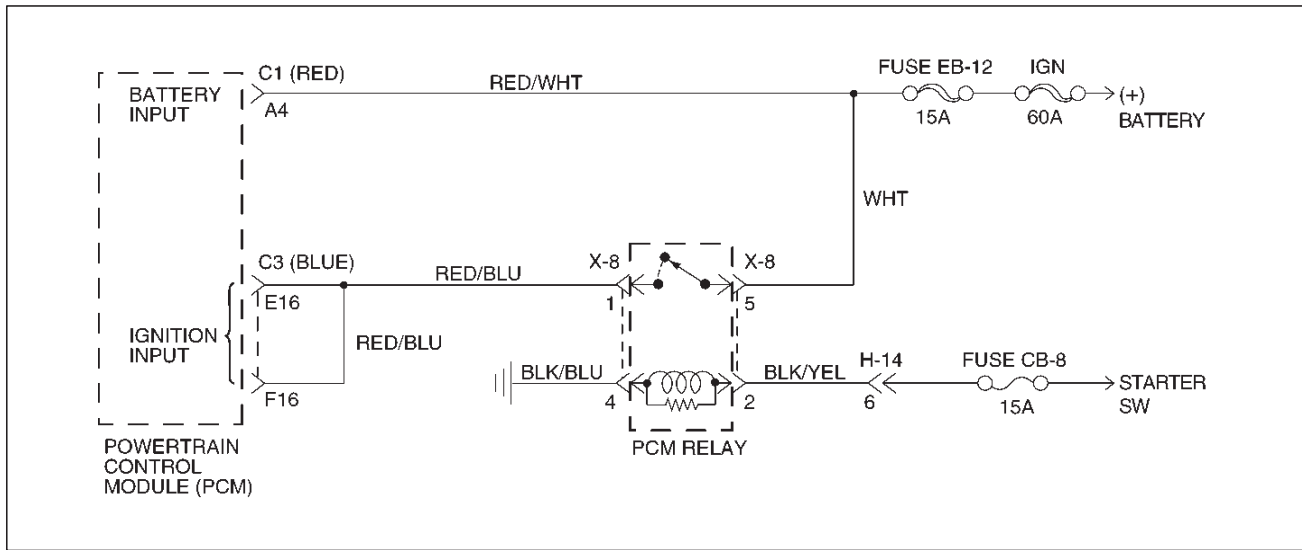 C1 (RED)
BATTERY
INPUT
A4
RED/WHT
FUSE EB-12
15A
IGN
60A
(+)
BATTERY
WHT
C3 (BLUE)
E16
IGNITION
INPUT
F16
RED/BLU
RED/BLU
X-8
1
X-8
5
BLK/BLU
4
2
BLK/YEL
H-14
6
FUSE CB-8
15A
STARTER
SW
PCM RELAY
POWERTRAIN
CONTROL
MODULE (PCM)